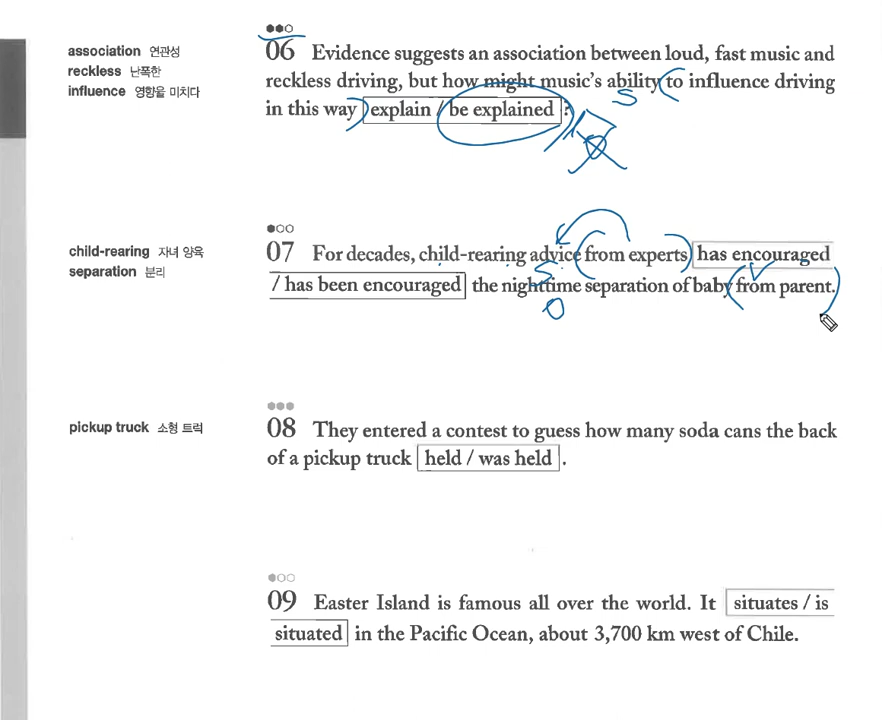 association 연관성
reckless 난폭한
influence 영향을 미치다
06 Evidence suggests an association between loud, fast music and
reckless driving, but how might music's ability to influence driving
in this way explain / be explained ?
S
child-rearing 자녀 양육
separation 분리
07 For decades, child-rearing advice from experts has encouraged
/ has been encouraged the nighttime separation of baby from parent.
S
O
pickup truck 소형 트럭
08 They entered a contest to guess how many soda cans the back
of a pickup truck held / was held .
09 Easter Island is famous all over the world. It situates / is
situated in the Pacific Ocean, about 3,700 km west of Chile.